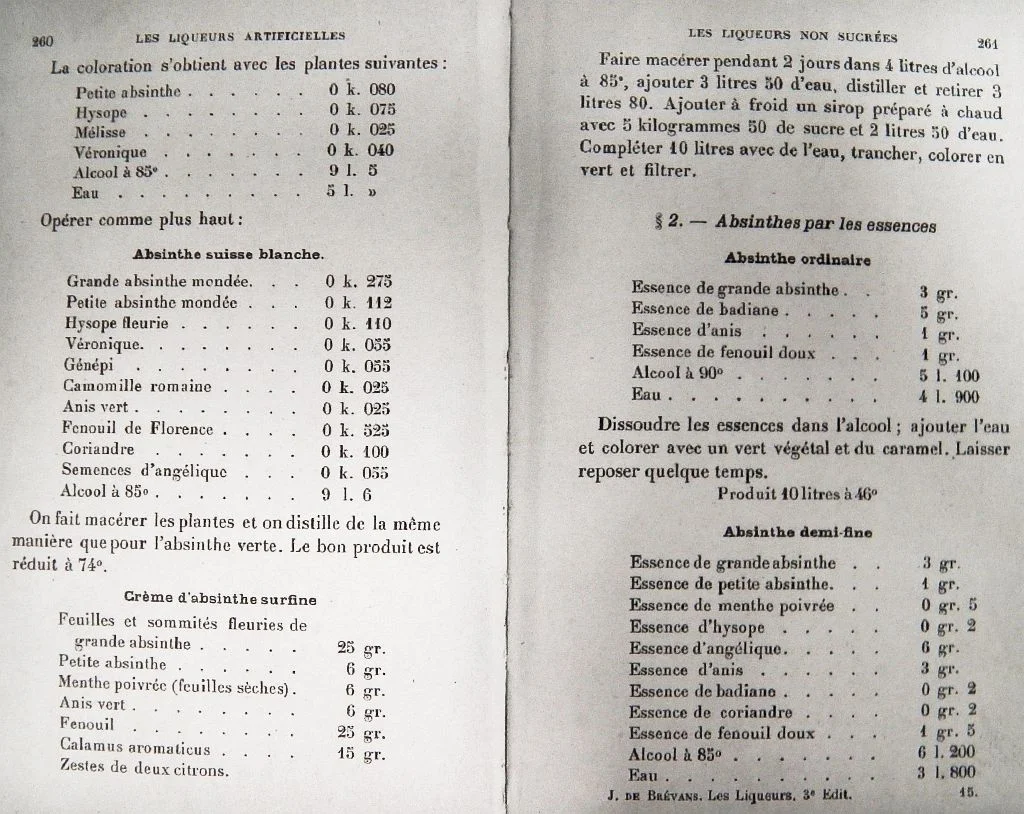 260
LES LIQUEURS ARTIFICIELLES
La coloration s'obtient avec les plantes suivantes :
Petite absinthe . . . . . . 0 k. 080
Hysope . . . . . . . . 0 k. 075
Mélisse . . . . . . . . 0 k. 025
Véronique . . . . . . . 0 k. 040
Alcool à 85° . . . . . . . 9 l. 5
Eau . . . . . . . . . 5 l. »
Opérer comme plus haut :
Absinthe suisse blanche.
Grande absinthe mondée. . . 0 k. 275
Petite absinthe mondée . . . 0 k. 112
Hysope fleurie . . . . . . 0 k. 110
Véronique. . . . . . . . 0 k. 055
Génépi . . . . . . . . 0 k. 055
Camomille romaine . . . . 0 k. 025
Anis vert . . . . . . . . 0 k. 025
Fenouil de Florence . . . . 0 k. 525
Coriandre . . . . . . . 0 k. 100
Semences d'angélique . . . 0 k. 055
Alcool à 85° . . . . . . . 9 l. 6
On fait macérer les plantes et on distille de la même
manière que pour l'absinthe verte. Le bon produit est
réduit à 74°.
Crème d'absinthe surfine
Feuilles et sommités fleuries de
grande absinthe . . . . . 25 gr.
Petite absinthe . . . . . . 6 gr.
Menthe poivrée (feuilles sèches) . 6 gr.
Anis vert . . . . . . . . 6 gr.
Fenouil . . . . . . . . 25 gr.
Calamus aromaticus . . . . 15 gr.
Zestes de deux citrons.
LES LIQUEURS NON SUCRÉES
261
Faire macérer pendant 2 jours dans 4 litres d'alcool
à 85°, ajouter 3 litres 50 d'eau, distiller et retirer 3
litres 80. Ajouter à froid un sirop préparé à chaud
avec 5 kilogrammes 50 de sucre et 2 litres 50 d'eau.
Compléter 10 litres avec de l'eau, trancher, colorer en
vert et filtrer.
§ 2. — Absinthes par les essences
Absinthe ordinaire
Essence de grande absinthe . . 3 gr.
Essence de badiane . . . . . 5 gr.
Essence d'anis . . . . . . 1 gr.
Essence de fenouil doux . . . 1 gr.
Alcool à 90° . . . . . . . 5 l. 100
Eau . . . . . . . . . . 4 l. 900
Dissoudre les essences dans l'alcool ; ajouter l'eau
et colorer avec un vert végétal et du caramel. Laisser
reposer quelque temps.
Produit 10 litres à 46°
Absinthe demi-fine
Essence de grande absinthe . . 3 gr.
Essence de petite absinthe. . . 1 gr.
Essence de menthe poivrée . . 0 gr. 5
Essence d'hysope . . . . . 0 gr. 2
Essence d'angélique. . . . . 6 gr.
Essence d'anis . . . . . . 3 gr.
Essence de badiane . . . . . 0 gr. 2
Essence de coriandre . . . . 0 gr. 2
Essence de fenouil doux . . . 1 gr. 5
Alcool à 85° . . . . . . . 6 l. 200
Eau . . . . . . . . . . 3 l. 800
J. DE BRÉVANS. Les Liqueurs. 3e Edit. 15.